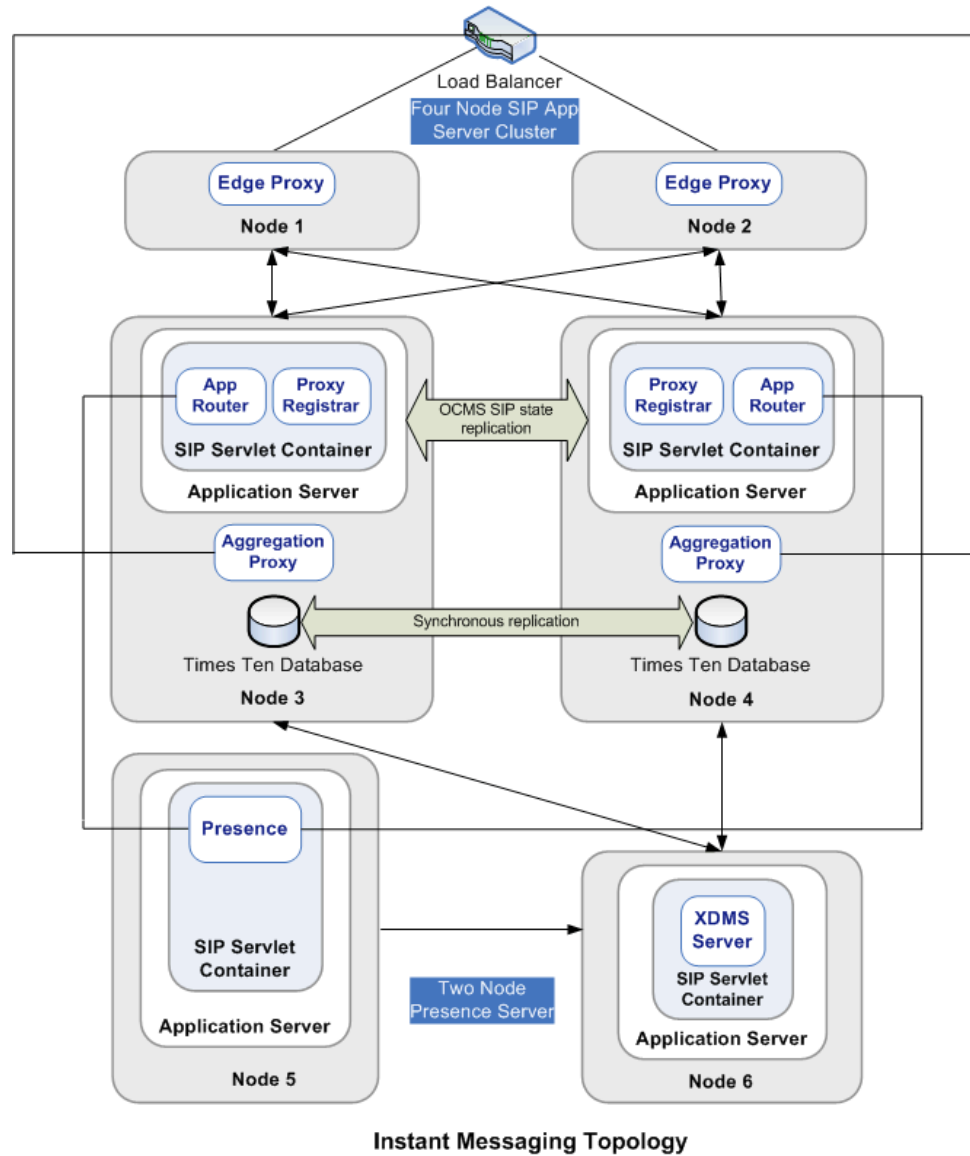 Load Balancer
Four Node SIP App
Server Cluster
Edge Proxy
Node 1
Edge Proxy
Node 2
App
Router
Proxy
Registrar
SIP Servlet Container
Application Server
OCMS SIP state
replication
Proxy
Registrar
App
Router
SIP Servlet Container
Application Server
Aggregation
Proxy
Aggregation
Proxy
Synchronous replication
Times Ten Database
Node 3
Times Ten Database
Node 4
Presence
SIP Servlet
Container
Application Server
Node 5
Two Node
Presence Server
XDMS
Server
SIP Servlet
Container
Application Server
Node 6
Instant Messaging Topology